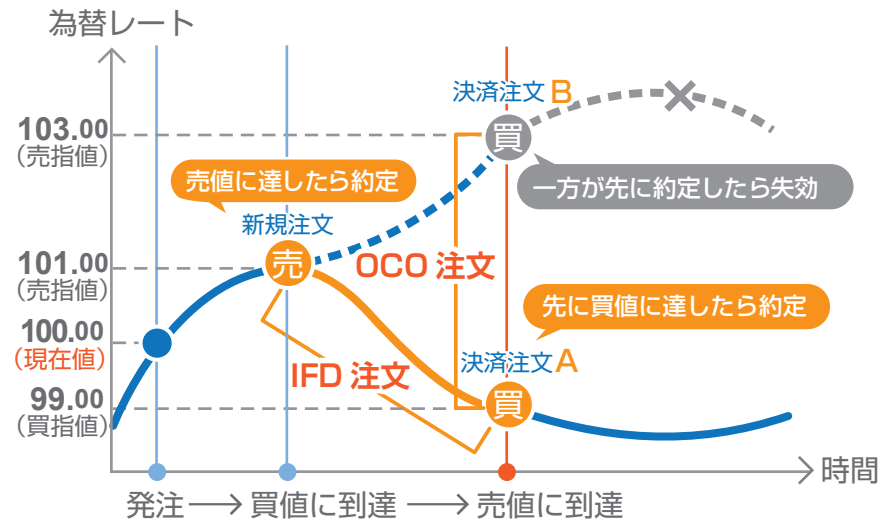 為替レート
決済注文 B
103.00
(売指値)
買
売値に達したら約定
一方が先に約定したら失効
新規注文
売
101.00
(売指値)
OCO 注文
先に買値に達したら約定
100.00
(現在値)
決済注文 A
IFD 注文
99.00
(買指値)
買
時間
発注 → 買値に到達 → 売値に到達